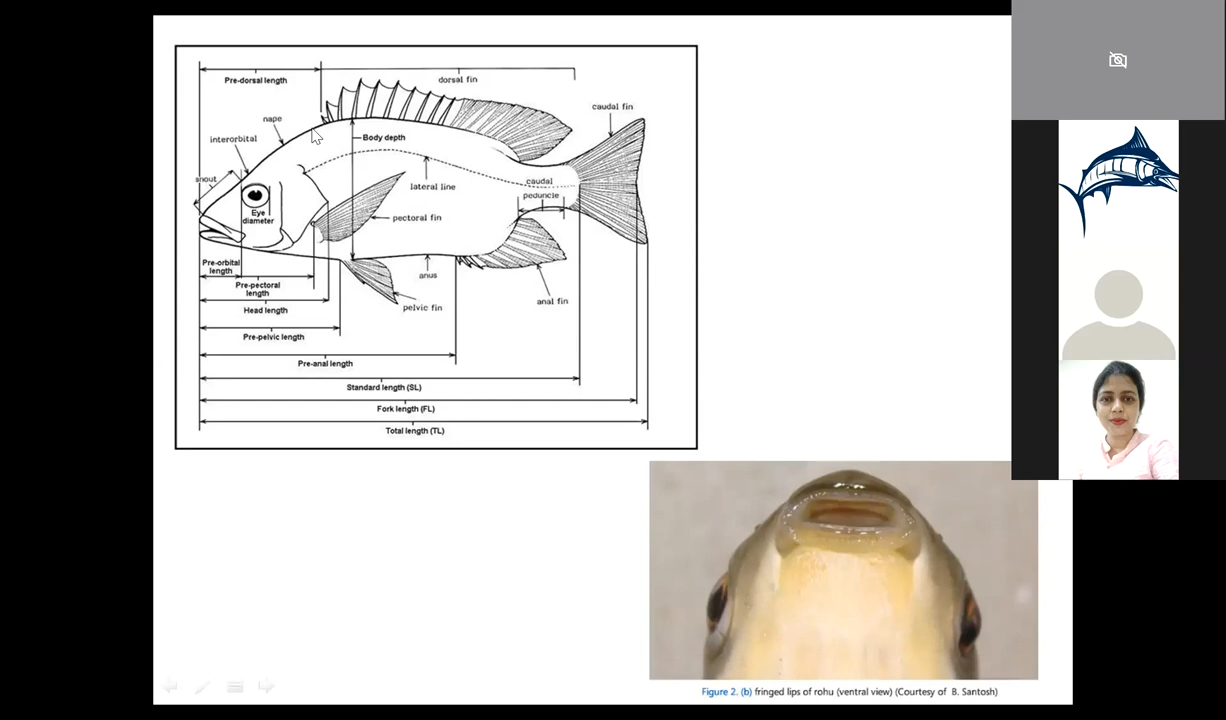 Pre-dorsal length
dorsal fin
caudal fin
nape
interorbital
Body depth
snout
lateral line
caudal
peduncle
Eye
diameter
pectoral fin
Pre-orbital
length
anus
Pre-pectoral
length
anal fin
Head length
pelvic fin
Pre-pelvic length
Pre-anal length
Standard length (SL)
Fork length (FL)
Total length (TL)
Figure 2. (b) fringed lips of rohu (ventral view) (Courtesy of B. Santosh)